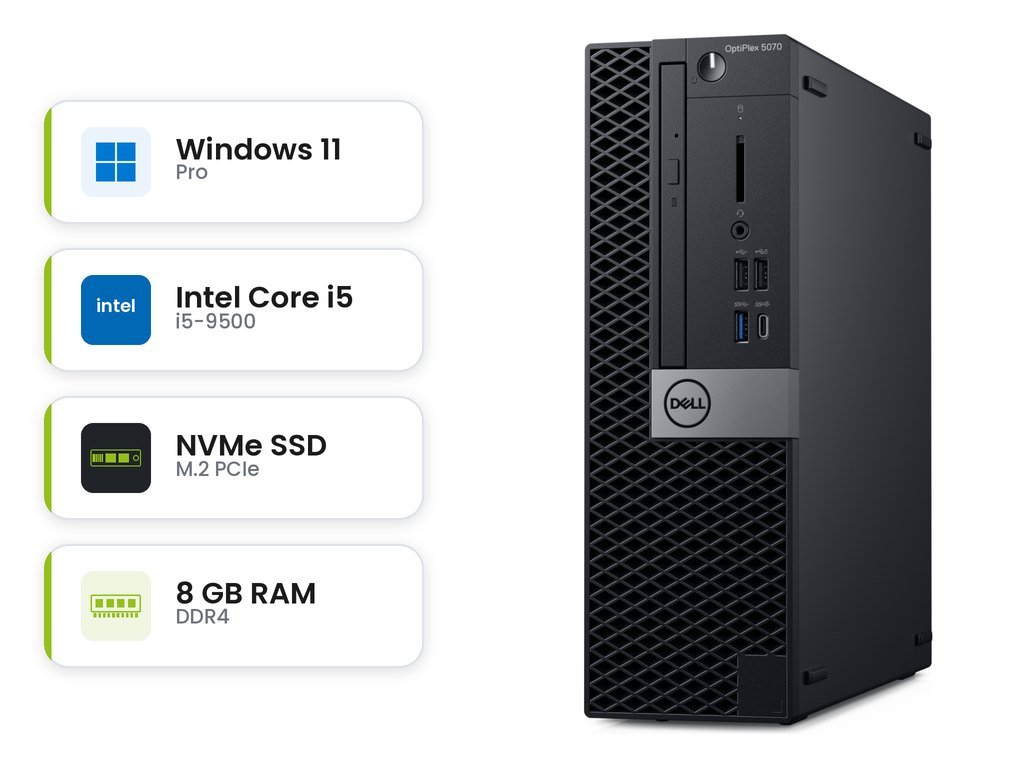 Windows 11
Pro
intel
Intel Core i5
i5-9500
NVMe SSD
M.2 PCIe
8 GB RAM
DDR4
OptiPlex 5070
DELL